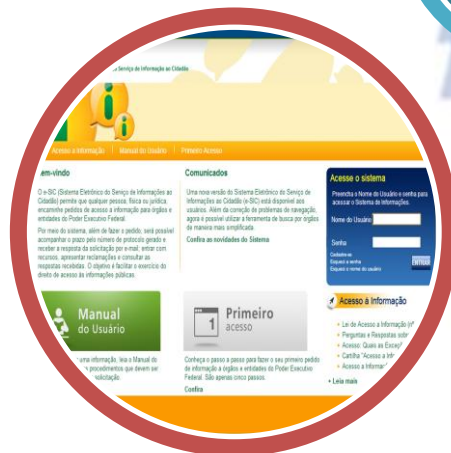 Serviço de Informação ao Cidadão
Acesso a Informação | Manual do Usuário | Primeiro Acesso
em-vindo
O e-SIC (Sistema Eletrônico do Serviço de Informações ao
Cidadão) permite que qualquer pessoa, física ou jurídica,
encaminhe pedidos de acesso a informação para órgãos e
entidades do Poder Executivo Federal.
Por meio do sistema, além de fazer o pedido, será possível
acompanhar o prazo pelo número de protocolo gerado e
receber a resposta da solicitação por e-mail, entrar com
recursos, apresentar reclamações e consultar as
respostas recebidas. O objetivo é facilitar o exercício do
direito de acesso às informações públicas.
Comunicados
Uma nova versão do Sistema Eletrônico do Serviço de
Informações ao Cidadão (e-SIC) está disponível aos
usuários. Além da correção de problemas de navegação,
agora é possível utilizar a ferramenta de busca por órgãos
de maneira mais simplificada.
Confira as novidades do Sistema
Acesse o sistema
Preencha o Nome do Usuário e senha para
acessar o Sistema de Informações.
Nome do Usuário
Senha
Cadastre-se
Esqueci a senha
Esqueci o nome do usuário
ENTRAR
Manual
do Usuário
uma informação, leia o Manual do
procedimentos que devem ser
solicitação.
1
Primeiro
acesso
Conheça o passo a passo para fazer o seu primeiro pedido
de informação a órgãos e entidades do Poder Executivo
Federal. São apenas cinco passos.
Confira
Acesso à Informação
• Lei de Acesso a Informação
• Perguntas e Respostas
• Acesso: Quais as
• Cartilha "Acesso a
• Acesso a
• Leia mais